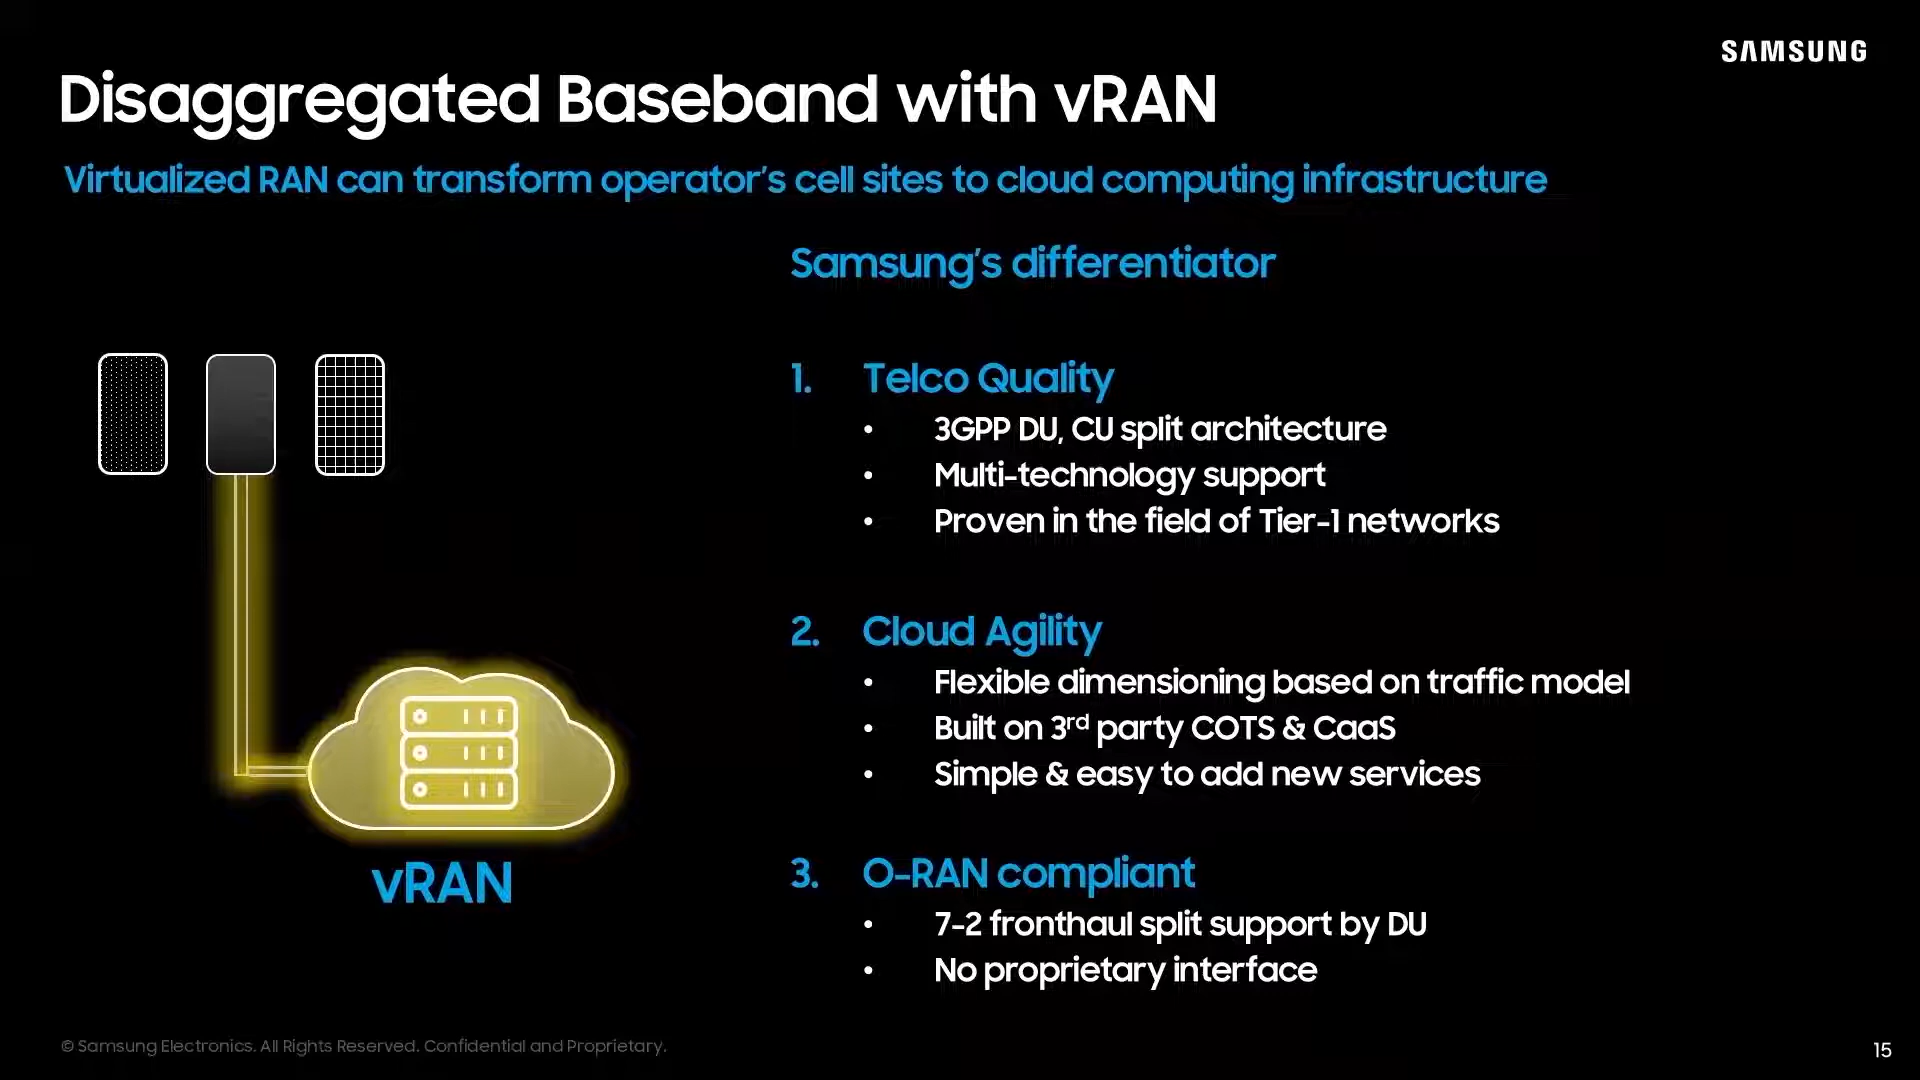 SAMSUNG
Disaggregated Baseband with vRAN
Virtualized RAN can transform operator's cell sites to cloud computing infrastructure
Samsung's differentiator
1. Telco Quality
• 3GPP DU, CU split architecture
• Multi-technology support
• Proven in the field of Tier-1 networks
2. Cloud Agility
• Flexible dimensioning based on traffic model
• Built on 3rd party COTS & CaaS
• Simple & easy to add new services
3. O-RAN compliant
• 7-2 fronthaul split support by DU
• No proprietary interface
vRAN
© Samsung Electronics. All Rights Reserved. Confidential and Proprietary.
15